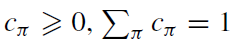 c_π ⩾ 0, ∑_π c_π = 1